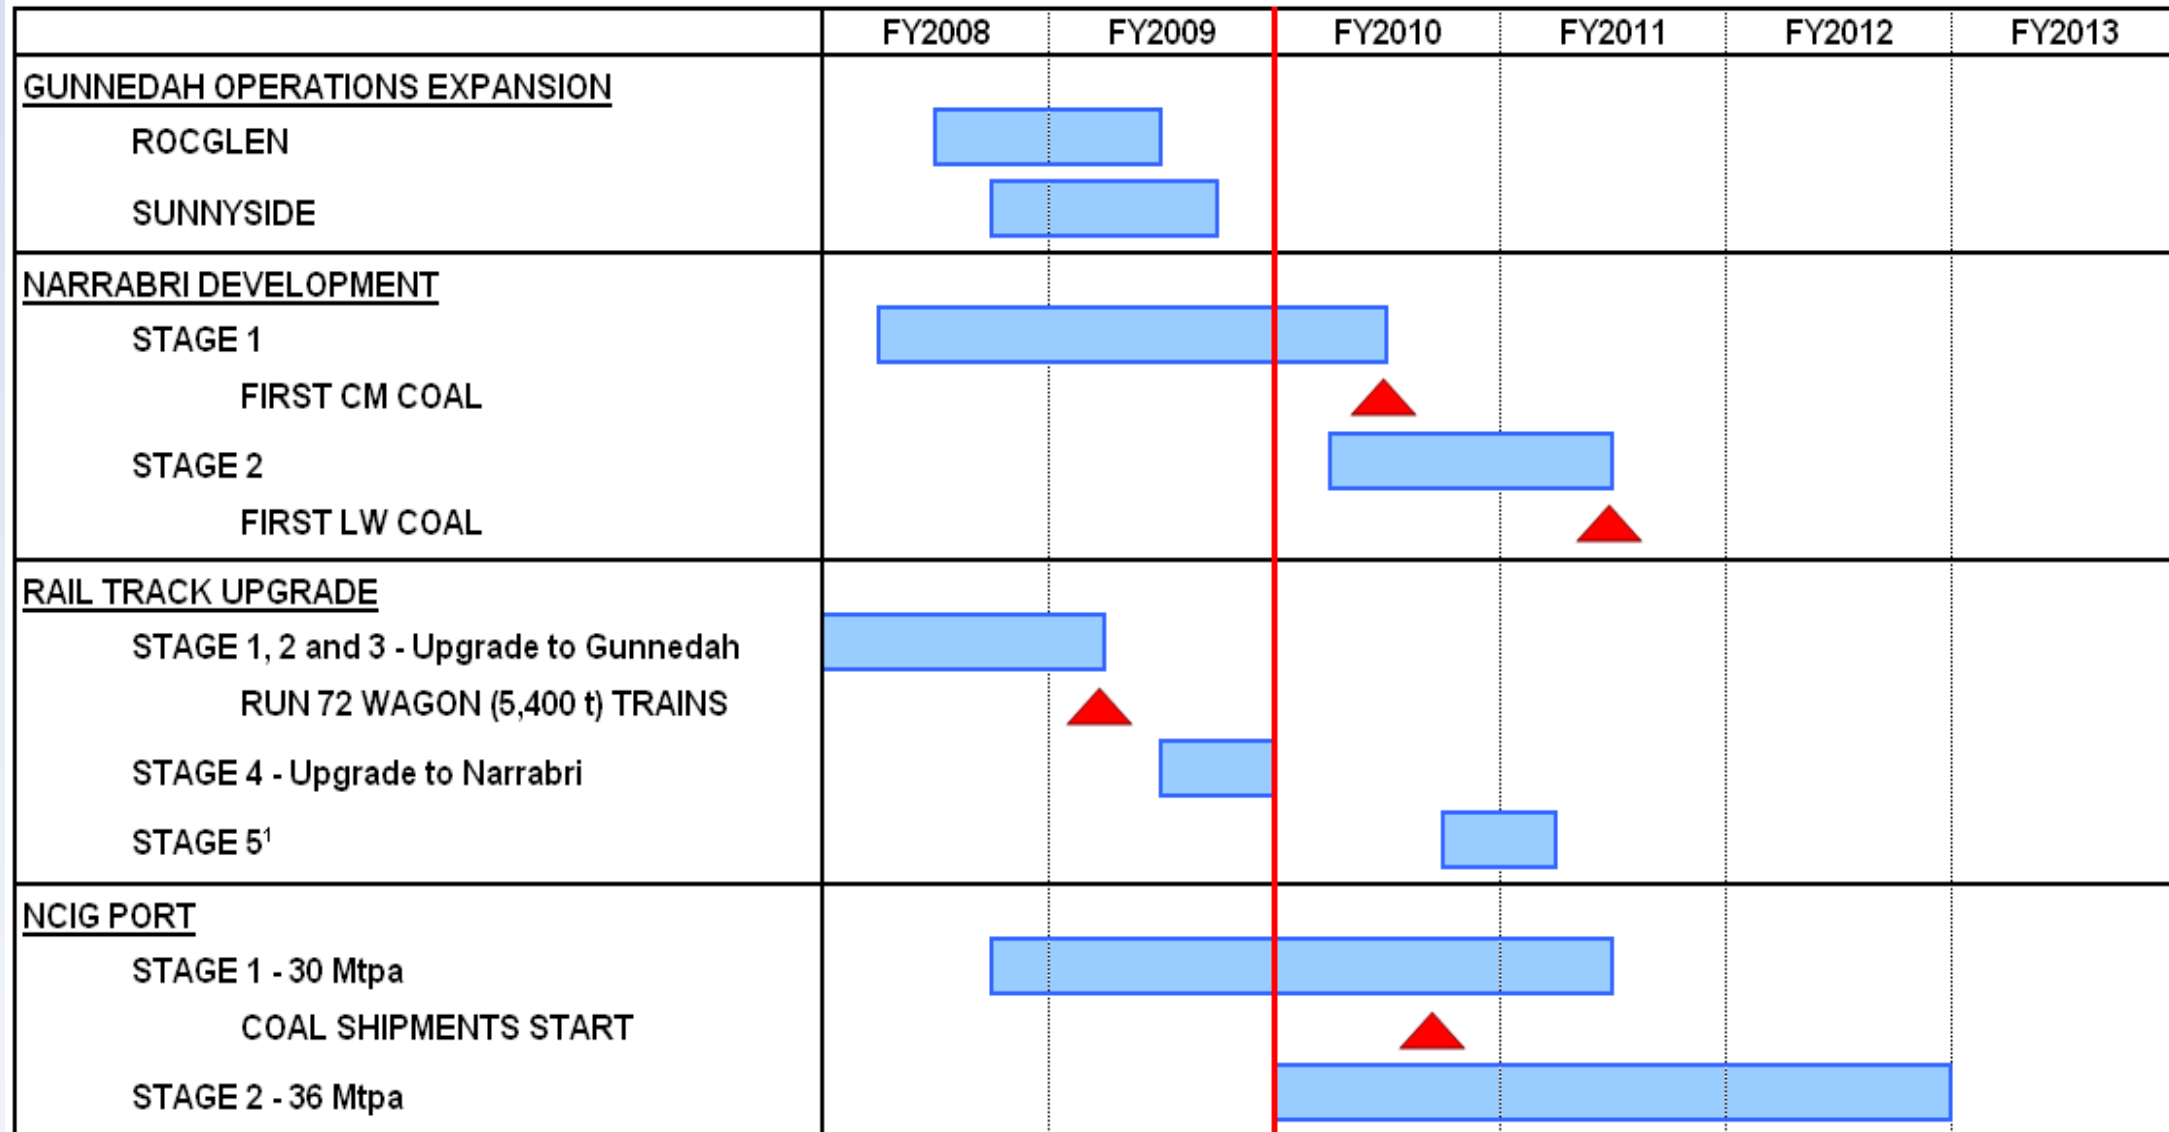 FY2008 FY2009 FY2010 FY2011 FY2012 FY2013
GUNNEDAH OPERATIONS EXPANSION
ROCGLEN
SUNNYSIDE
NARRABRI DEVELOPMENT
STAGE 1
FIRST CM COAL
STAGE 2
FIRST LW COAL
RAIL TRACK UPGRADE
STAGE 1, 2 and 3 - Upgrade to Gunnedah
RUN 72 WAGON (5,400 t) TRAINS
STAGE 4 - Upgrade to Narrabri
STAGE 5¹
NCIG PORT
STAGE 1 - 30 Mtpa
COAL SHIPMENTS START
STAGE 2 - 36 Mtpa